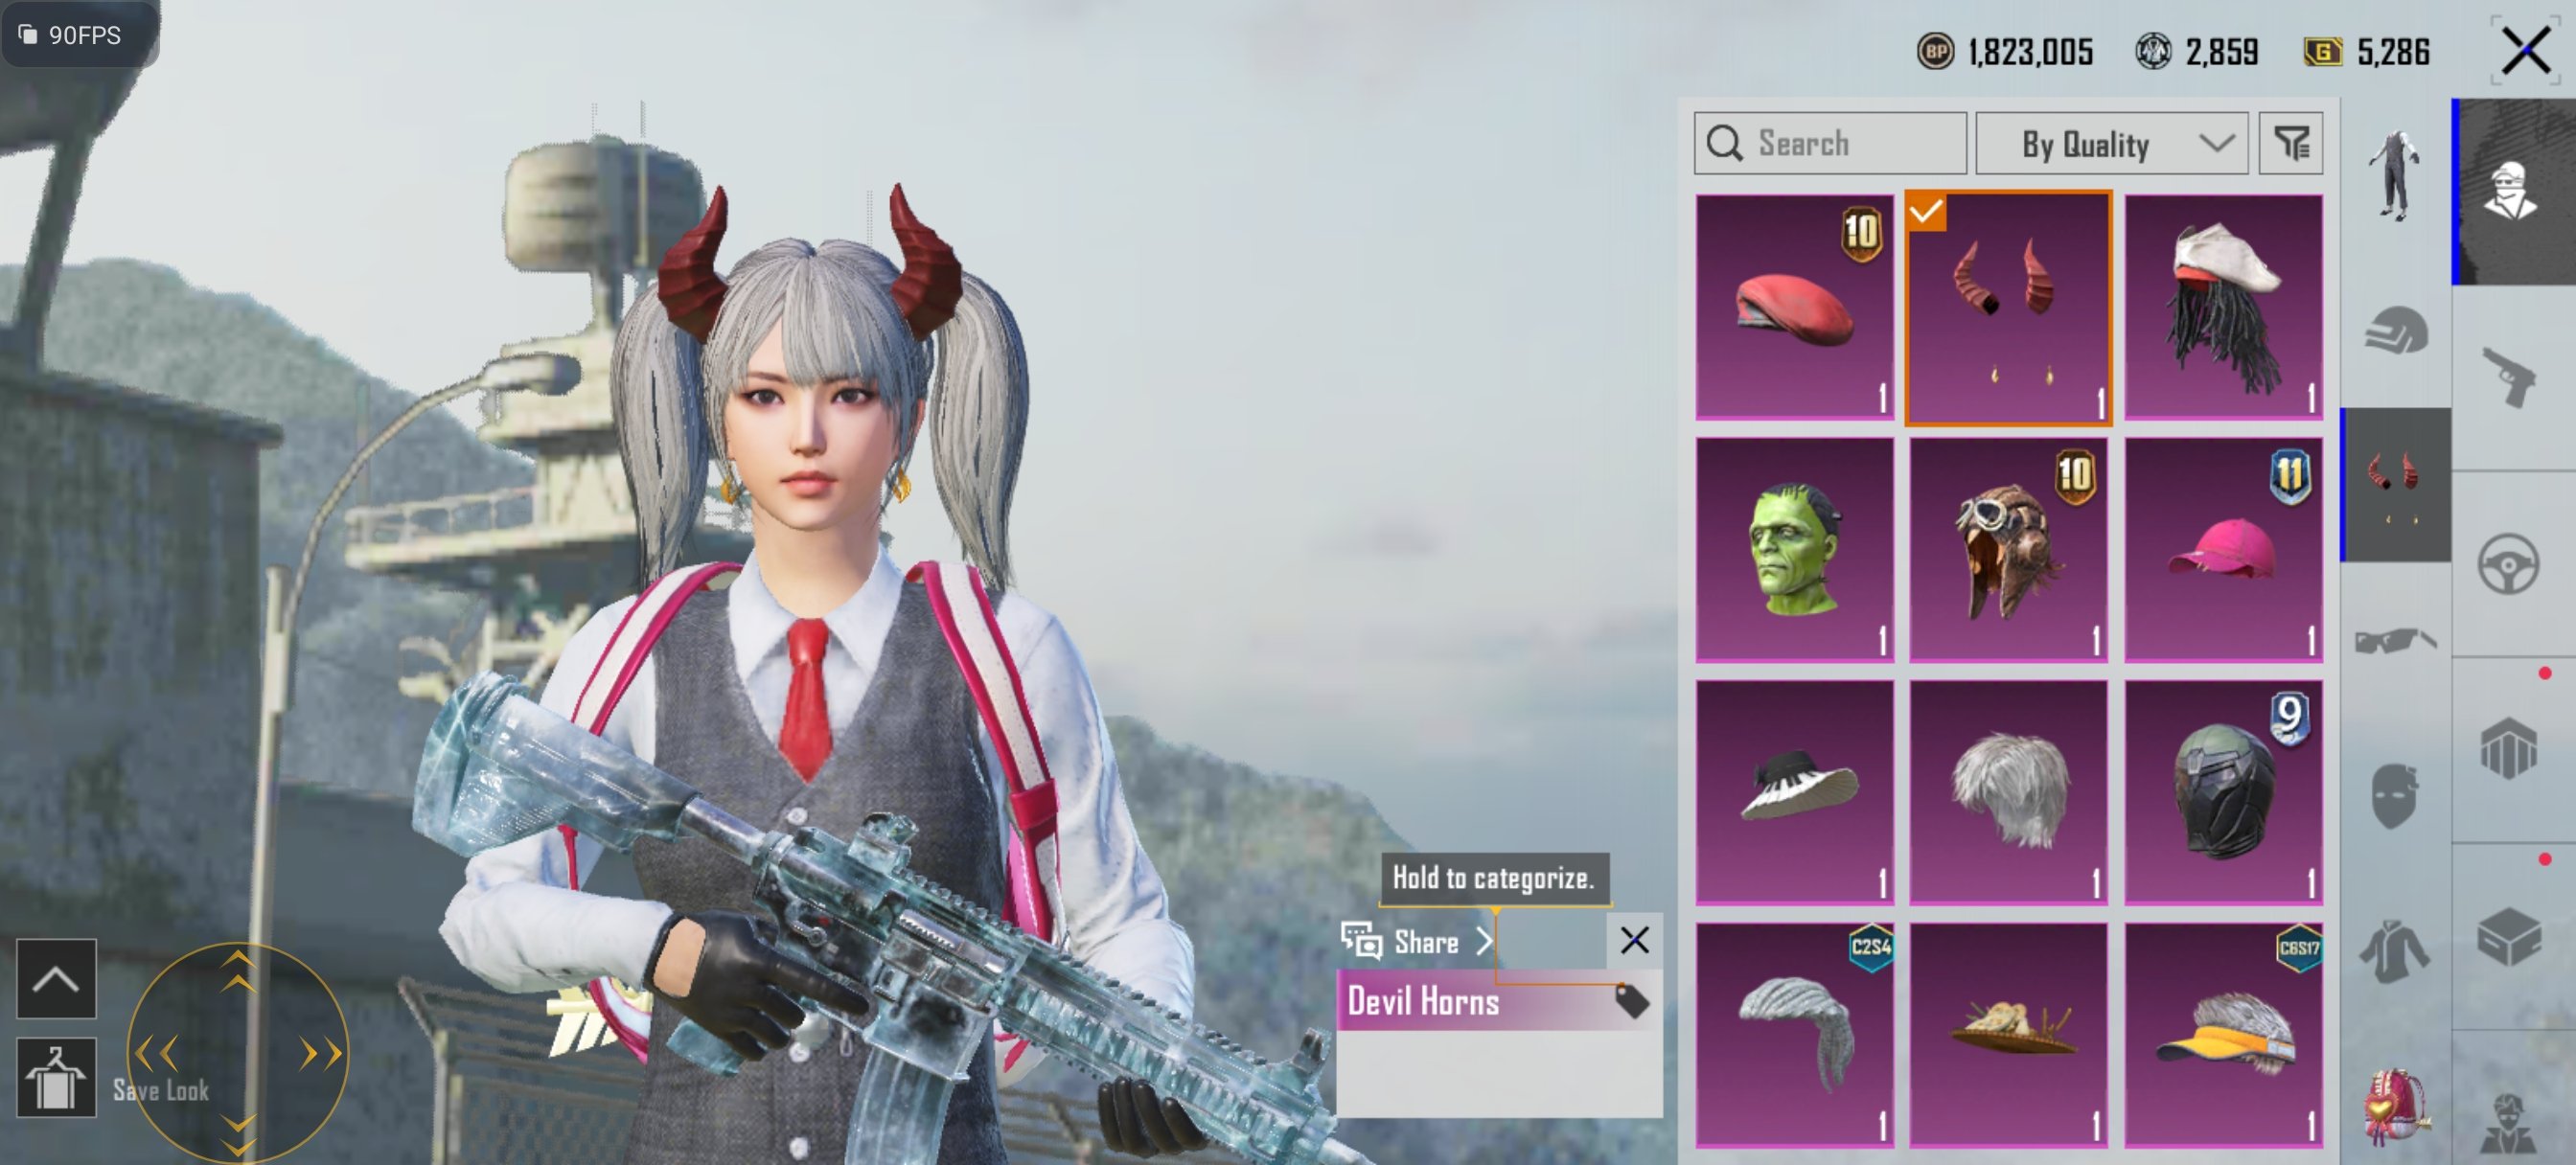 90FPS
BP 1,823,005 2,859 G 5,286
Search
By Quality
10
1
1
1
1
10
1
11
1
1
1
9
1
C2S4
1
1
C6S17
1
Hold to categorize.
Share
Devil Horns
Save Look